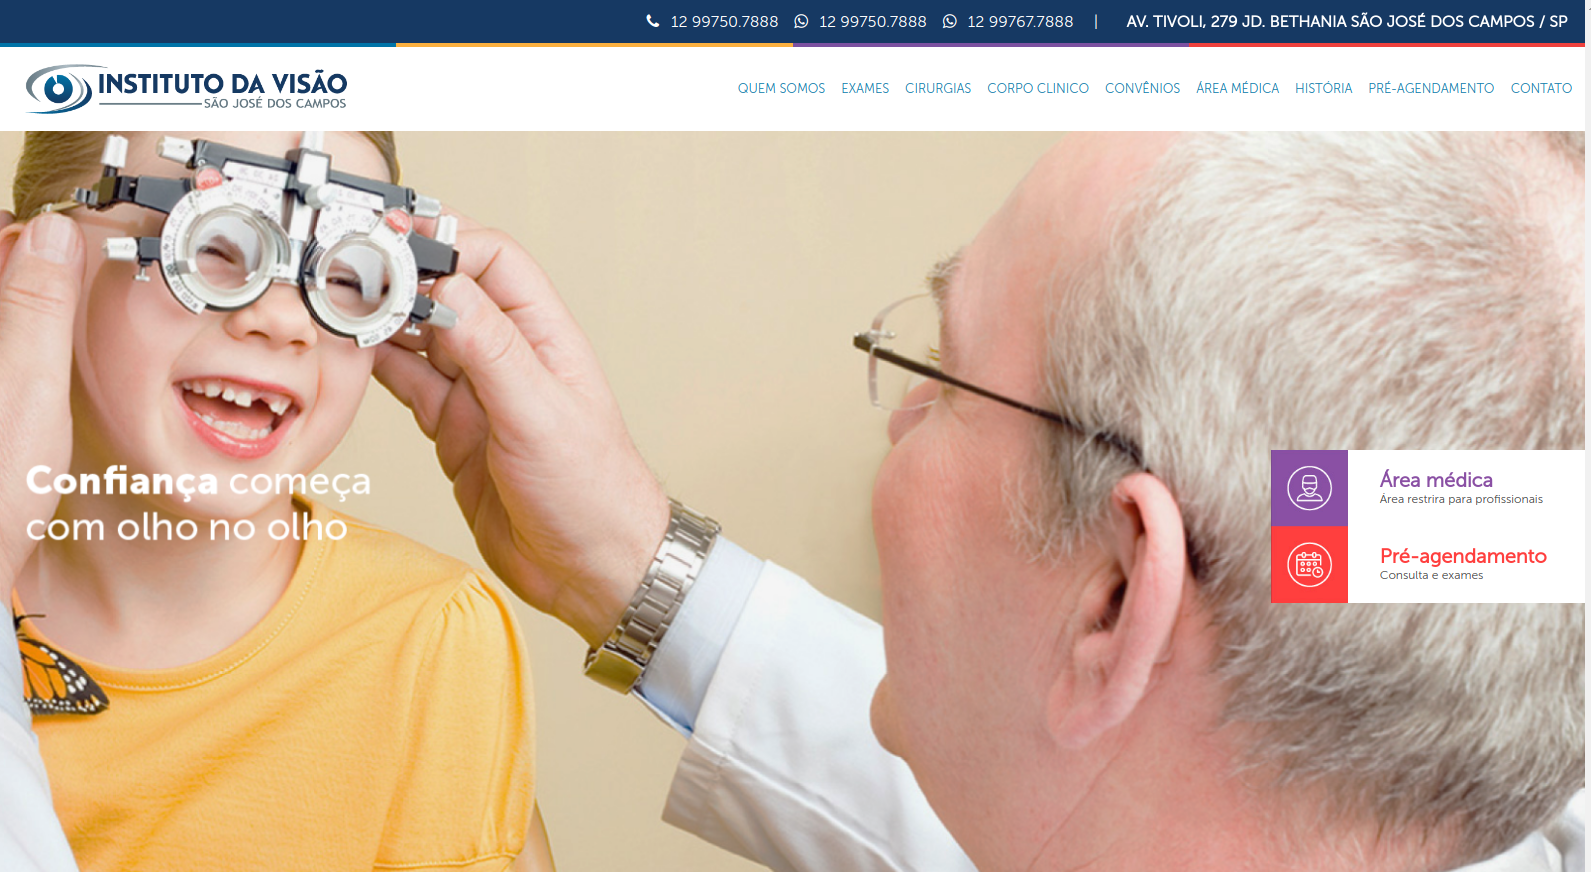 12 99750.7888 12 99750.7888 12 99767.7888 | AV. TIVOLI, 279 JD. BETHANIA SÃO JOSÉ DOS CAMPOS / SP
INSTITUTO DA VISÃO
SÃO JOSÉ DOS CAMPOS
QUEM SOMOS EXAMES CIRURGIAS CORPO CLINICO CONVÊNIOS ÁREA MÉDICA HISTÓRIA PRÉ-AGENDAMENTO CONTATO
Confiança começa
com olho no olho
Área médica
Área restrira para profissionais
Pré-agendamento
Consulta e exames